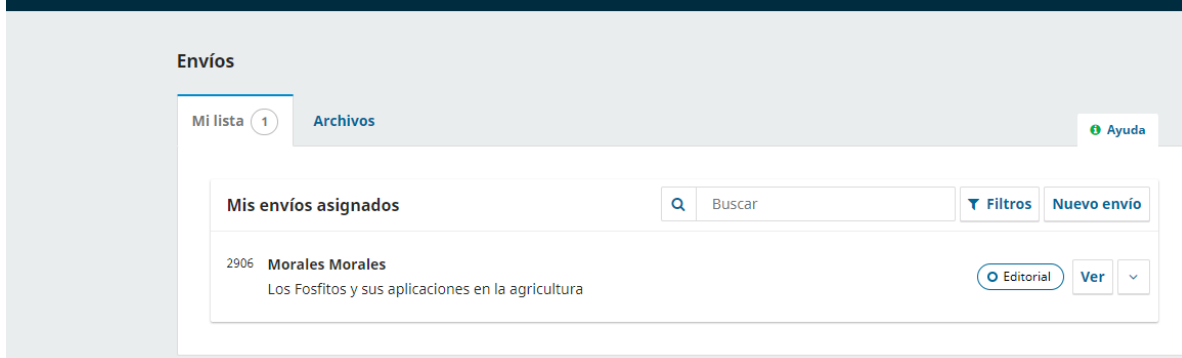 Envíos
Mi lista 1 Archivos
Ayuda
Mis envíos asignados Buscar Filtros Nuevo envío
2906 Morales Morales Editorial Ver
Los Fosfitos y sus aplicaciones en la agricultura